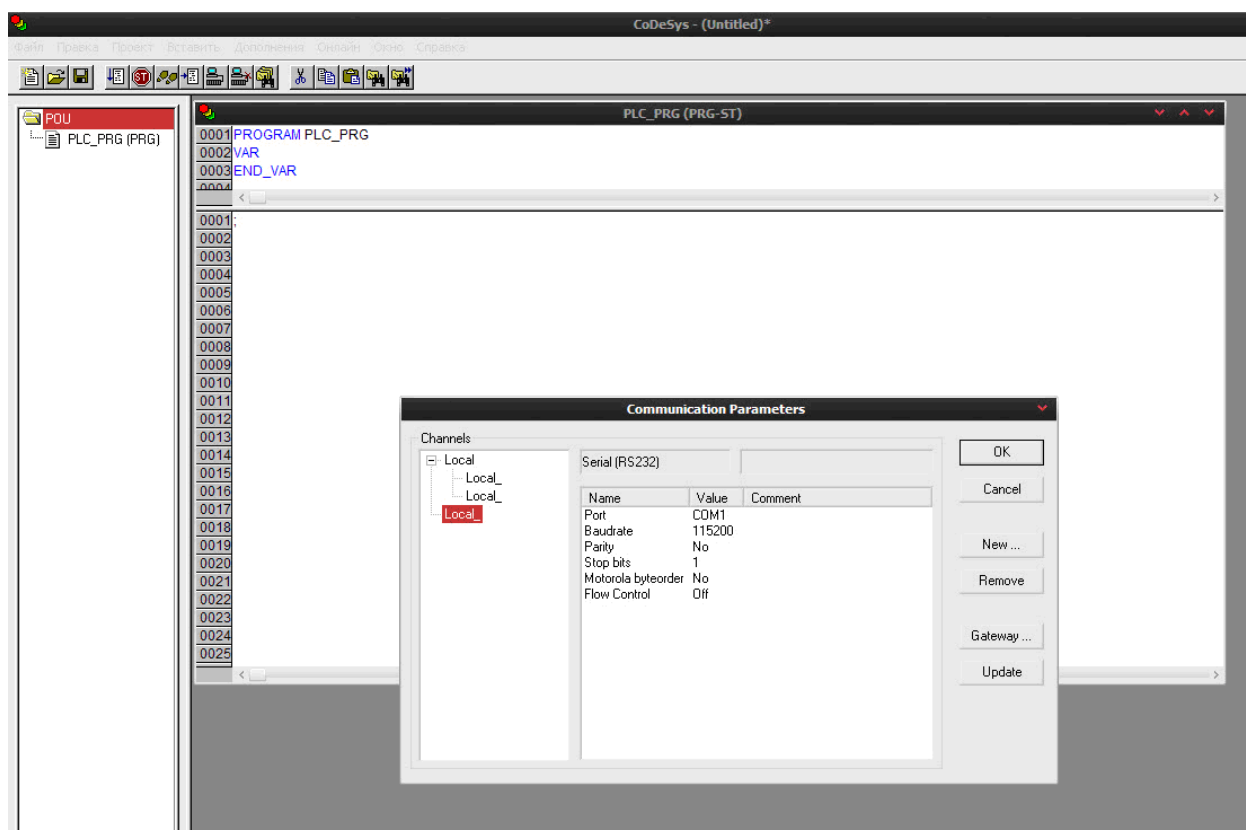 CoDeSys - (Untitled)*
Файл Правка Проект Вставить Дополнения Онлайн Окно Справка
POU
PLC_PRG (PRG)
PLC_PRG (PRG-ST)
0001 PROGRAM PLC_PRG
0002 VAR
0003 END_VAR
0004
0001 ;
0002
0003
0004
0005
0006
0007
0008
0009
0010
0011
0012
0013
0014
0015
0016
0017
0018
0019
0020
0021
0022
0023
0024
0025
Communication Parameters
Channels
Local
Local_
Local_
Local_
Serial (RS232)
Name Value Comment
Port COM1
Baudrate 115200
Parity No
Stop bits 1
Motorola byteorder No
Flow Control Off
OK
Cancel
New ...
Remove
Gateway ...
Update